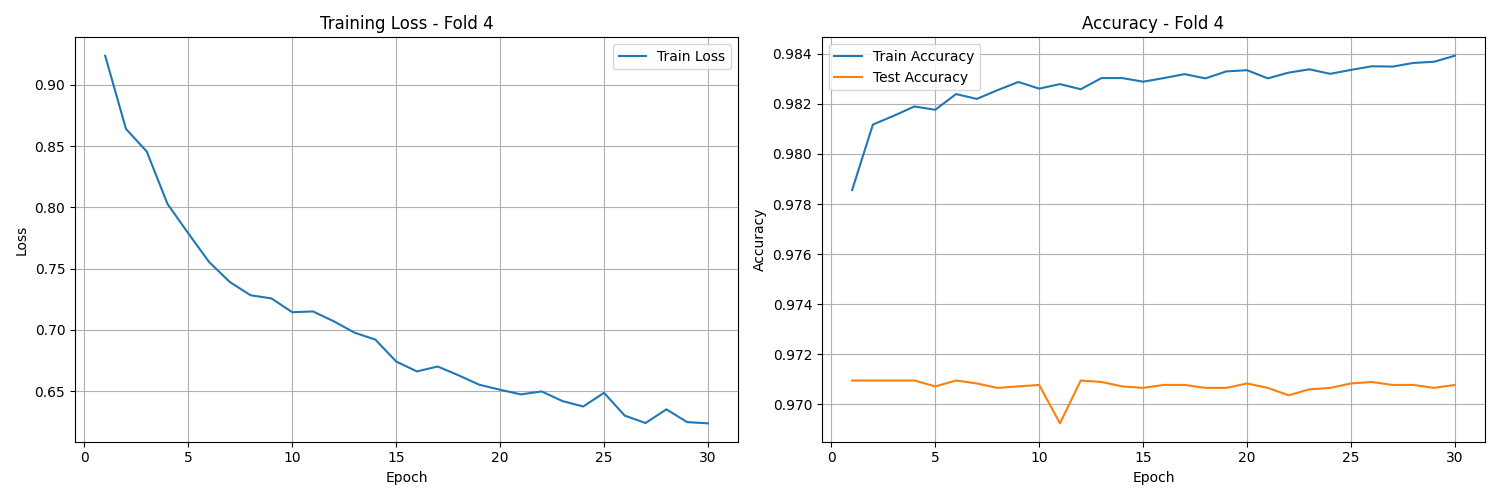 Training Loss - Fold 4
Train Loss
0.90
0.85
0.80
0.75
0.70
0.65
Loss
0 5 10 15 20 25 30
Epoch
Accuracy - Fold 4
Train Accuracy
Test Accuracy
0.984
0.982
0.980
0.978
0.976
0.974
0.972
0.970
Accuracy
0 5 10 15 20 25 30
Epoch